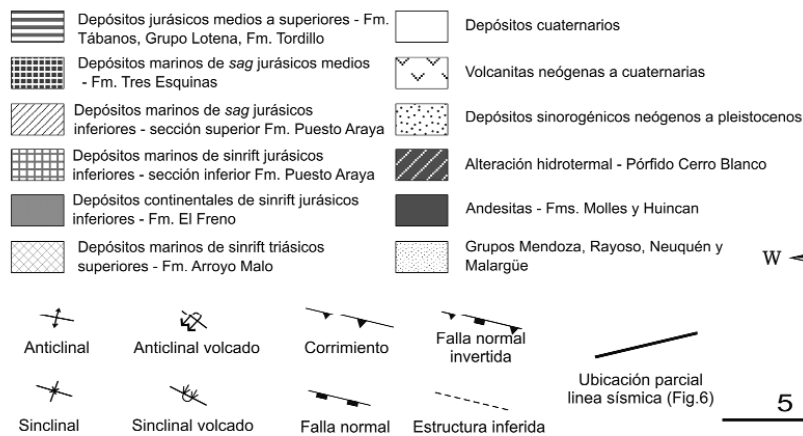 Depósitos jurásicos medios a superiores - Fm.
Tábanos, Grupo Lotena, Fm. Tordillo
Depósitos marinos de sag jurásicos medios
- Fm. Tres Esquinas
Depósitos marinos de sag jurásicos
inferiores - sección superior Fm. Puesto Araya
Depósitos marinos de sinrift jurásicos
inferiores - sección inferior Fm. Puesto Araya
Depósitos continentales de sinrift jurásicos
inferiores - Fm. El Freno
Depósitos marinos de sinrift triásicos
superiores - Fm. Arroyo Malo
Depósitos cuaternarios
Volcanitas neógenas a cuaternarias
Depósitos sinorogénicos neógenos a pleistocenos
Alteración hidrotermal - Pórfido Cerro Blanco
Andesitas - Fms. Molles y Huincan
Grupos Mendoza, Rayoso, Neuquén y
Malargüe
W
Anticlinal
Anticlinal volcado
Corrimiento
Falla normal
invertida
Sinclinal
Sinclinal volcado
Falla normal
Estructura inferida
Ubicación parcial
linea sísmica (Fig.6)
5